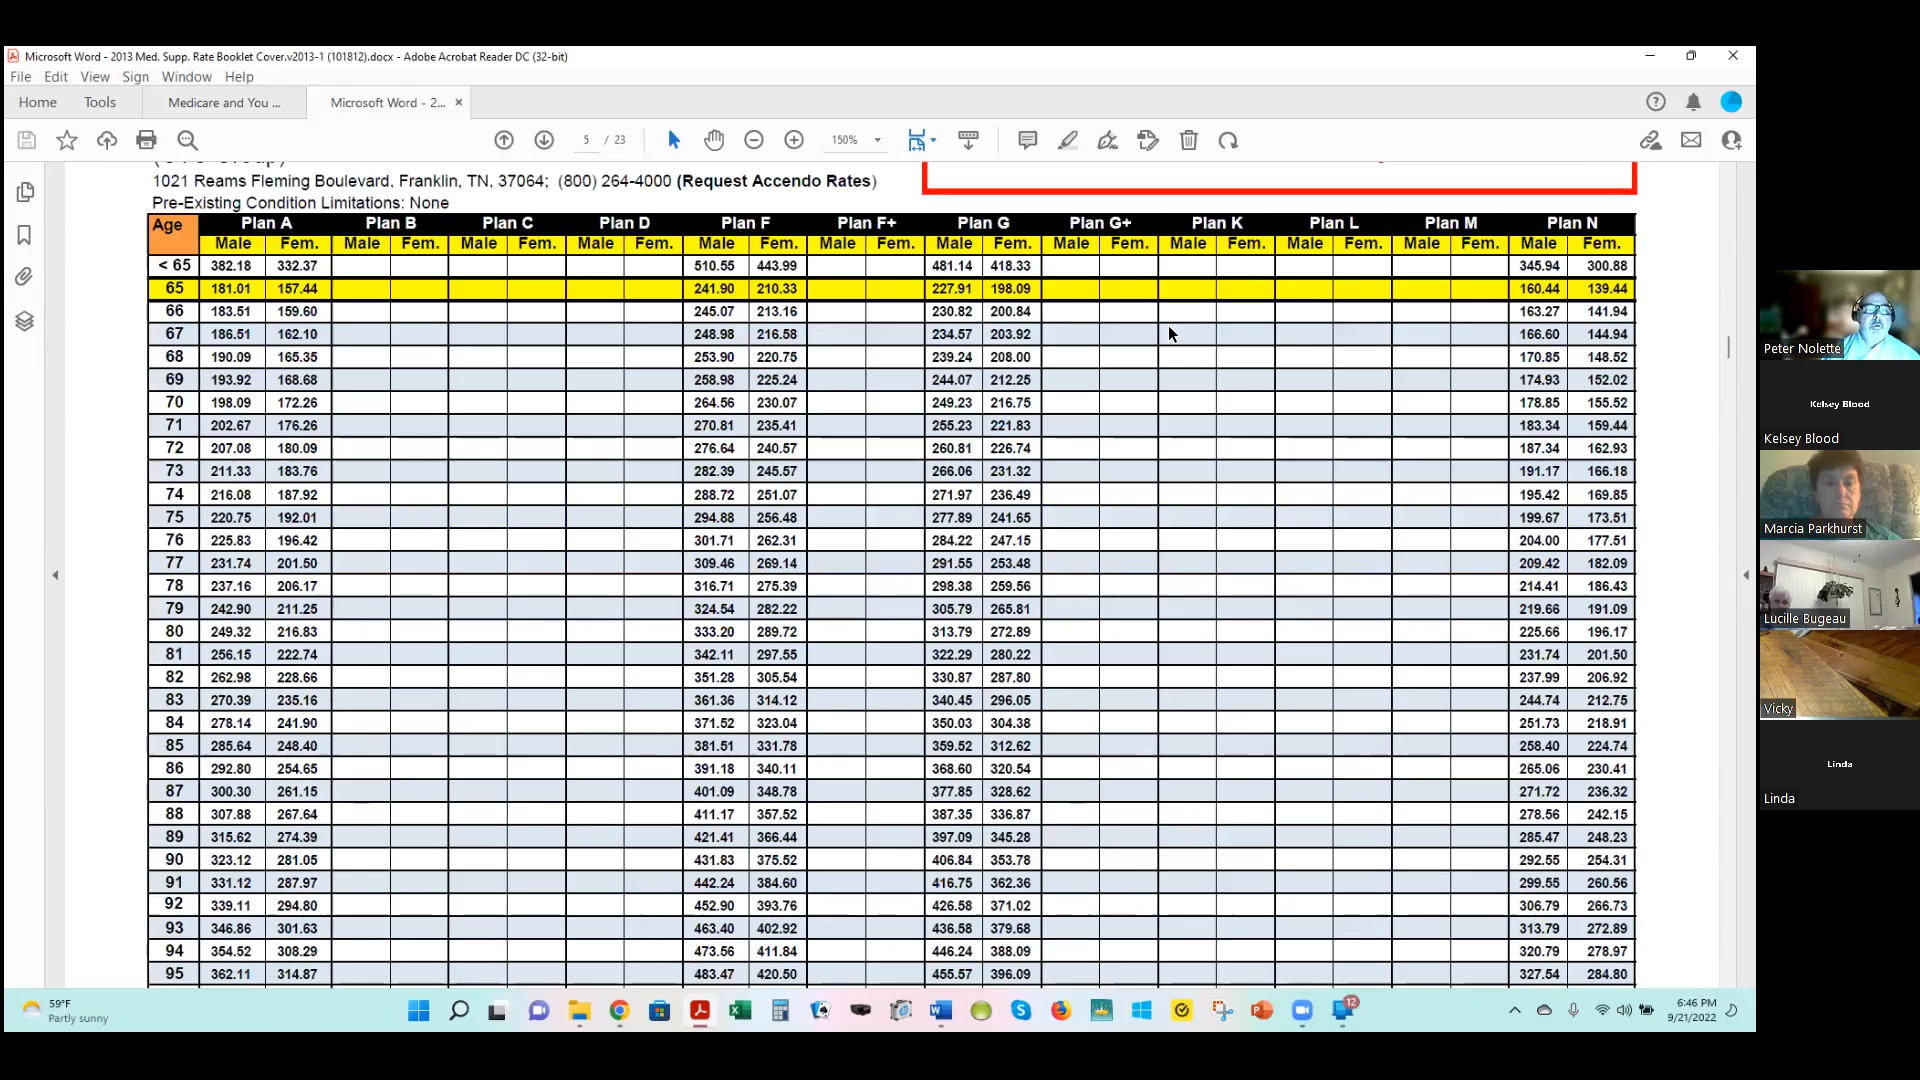 Microsoft Word - 2013 Med. Supp. Rate Booklet Cover.v2013-1 (101812).docx - Adobe Acrobat Reader DC (32-bit)
File Edit View Sign Window Help
Home Tools Medicare and You ... Microsoft Word - 2... ×
5 / 23 150%
1021 Reams Fleming Boulevard, Franklin, TN, 37064; (800) 264-4000 (Request Accendo Rates)
Pre-Existing Condition Limitations: None
Age Plan A Plan B Plan C Plan D Plan F Plan F+ Plan G Plan G+ Plan K Plan L Plan M Plan N
Male Fem. Male Fem. Male Fem. Male Fem. Male Fem. Male Fem. Male Fem. Male Fem. Male Fem. Male Fem. Male Fem. Male Fem.
< 65 382.18 332.37 510.55 443.99 481.14 418.33 345.94 300.88
65 181.01 157.44 241.90 210.33 227.91 198.09 160.44 139.44
66 183.51 159.60 245.07 213.16 230.82 200.84 163.27 141.94
67 186.51 162.10 248.98 216.58 234.57 203.92 166.60 144.94
68 190.09 165.35 253.90 220.75 239.24 208.00 170.85 148.52
69 193.92 168.68 258.98 225.24 244.07 212.25 174.93 152.02
70 198.09 172.26 264.56 230.07 249.23 216.75 178.85 155.52
71 202.67 176.26 270.81 235.41 255.23 221.83 183.34 159.44
72 207.08 180.09 276.64 240.57 260.81 226.74 187.34 162.93
73 211.33 183.76 282.39 245.57 266.06 231.32 191.17 166.18
74 216.08 187.92 288.72 251.07 271.97 236.49 195.42 169.85
75 220.75 192.01 294.88 256.48 277.89 241.65 199.67 173.51
76 225.83 196.42 301.71 262.31 284.22 247.15 204.00 177.51
77 231.74 201.50 309.46 269.14 291.55 253.48 209.42 182.09
78 237.16 206.17 316.71 275.39 298.38 259.56 214.41 186.43
79 242.90 211.25 324.54 282.22 305.79 265.81 219.66 191.09
80 249.32 216.83 333.20 289.72 313.79 272.89 225.66 196.17
81 256.15 222.74 342.11 297.55 322.29 280.22 231.74 201.50
82 262.98 228.66 351.28 305.54 330.87 287.80 237.99 206.92
83 270.39 235.16 361.36 314.12 340.45 296.05 244.74 212.75
84 278.14 241.90 371.52 323.04 350.03 304.38 251.73 218.91
85 285.64 248.40 381.51 331.78 359.52 312.62 258.40 224.74
86 292.80 254.65 391.18 340.11 368.60 320.54 265.06 230.41
87 300.30 261.15 401.09 348.78 377.85 328.62 271.72 236.32
88 307.88 267.64 411.17 357.52 387.35 336.87 278.56 242.15
89 315.62 274.39 421.41 366.44 397.09 345.28 285.47 248.23
90 323.12 281.05 431.83 375.52 406.84 353.78 292.55 254.31
91 331.12 287.97 442.24 384.60 416.75 362.36 299.55 260.56
92 339.11 294.80 452.90 393.76 426.58 371.02 306.79 266.73
93 346.86 301.63 463.40 402.92 436.58 379.68 313.79 272.89
94 354.52 308.29 473.56 411.84 446.24 388.09 320.79 278.97
95 362.11 314.87 483.47 420.50 455.57 396.09 327.54 284.80
Peter Nolette
Kelsey Blood
Kelsey Blood
Marcia Parkhurst
Lucille Bugeau
Vicky
Linda
Linda
59°F
Partly sunny
12
6:46 PM
9/21/2022